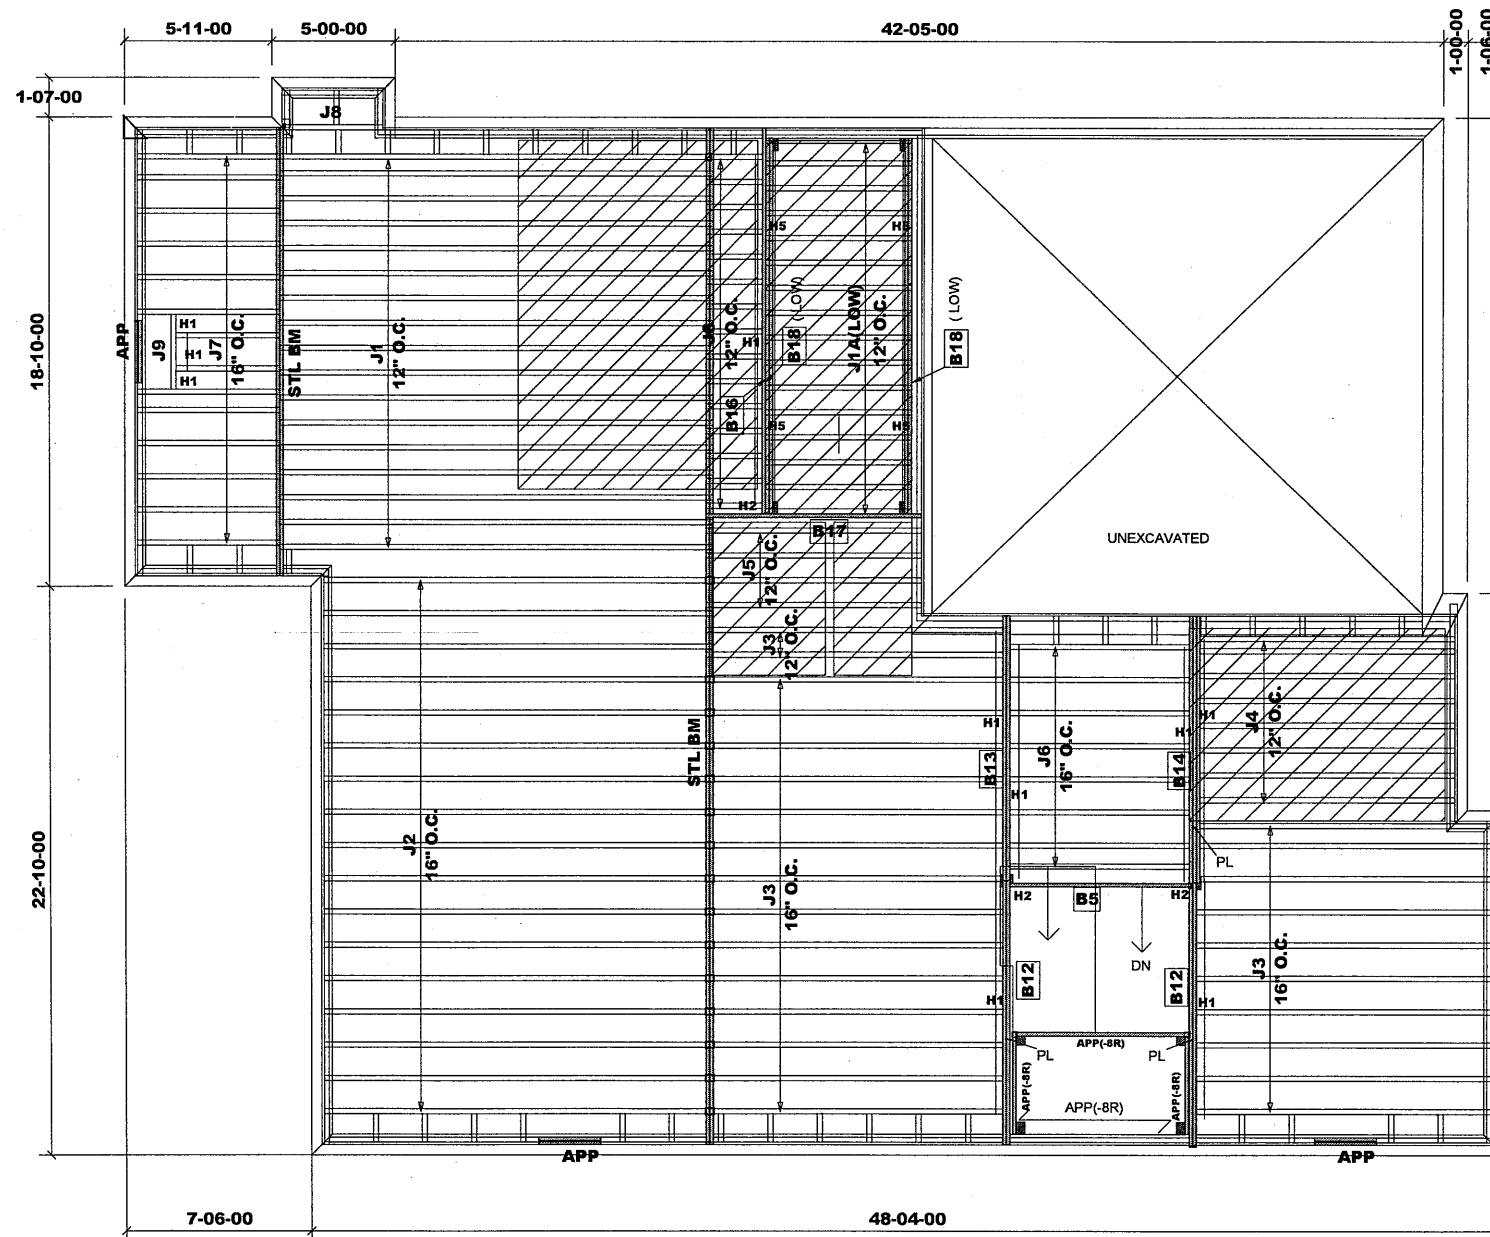 5-11-00
5-00-00
42-05-00
1-00-00
1-06-00
1-07-00
J8
18-10-00
APP
J9
H1
H1
H1
J7
16" O.C.
STL BM
J1
12" O.C.
12" O.C.
H1
B16
H2
H5
H5
B18
(LOW)
J1A(LOW)
12" O.C.
H5
H5
B18
( LOW)
B17
UNEXCAVATED
J5
12" O.C.
J3
12" O.C.
STL BM
H1
B13
H1
J6
16" O.C.
H1
B14
H1
J4
12" O.C.
22-10-00
J2
16" O.C.
J3
16" O.C.
PL
H2
B5
H2
DN
B12
H1
B12
H1
J3
16" O.C.
PL
APP(-8R)
PL
APP(-8R)
APP(-8R)
APP(-8R)
APP
APP
7-06-00
48-04-00